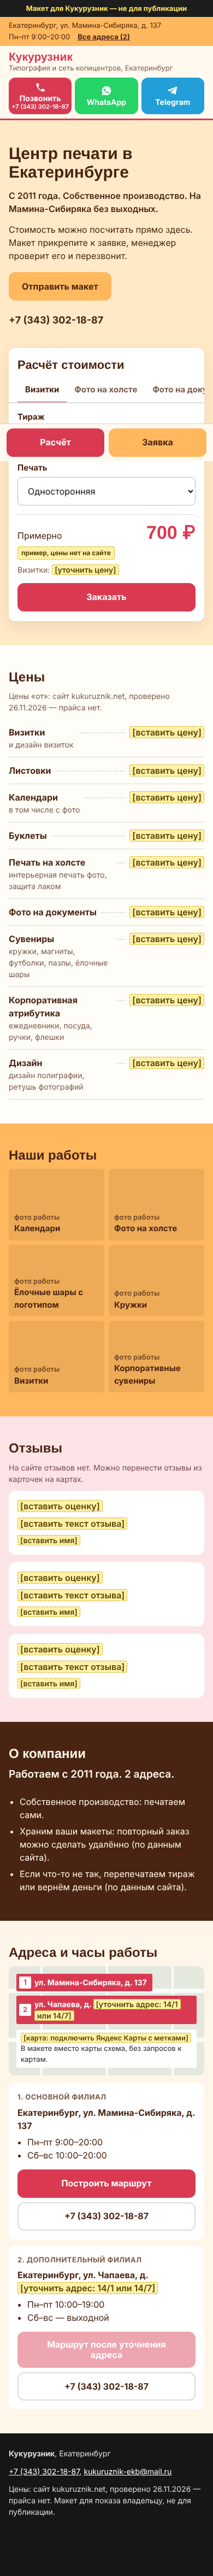 Макет для Кукурузник — не для публикации
Екатеринбург, ул. Мамина-Сибиряка, д. 137
Пн–пт 9:00–20:00 Все адреса (2)
Кукурузник
Типография и сеть копицентров, Екатеринбург
Позвонить
+7 (343) 302-18-87
WhatsApp
Telegram
Центр печати в
Екатеринбурге
С 2011 года. Собственное производство. На
Мамина-Сибиряка без выходных.
Стоимость можно посчитать прямо здесь.
Макет прикрепите к заявке, менеджер
проверит его и перезвонит.
Отправить макет
+7 (343) 302-18-87
Расчёт стоимости
Визитки Фото на холсте Фото на доку
Тираж
Расчёт
Заявка
Печать
Односторонняя
Примерно
700 ₽
пример, цены нет на сайте
Визитки: [уточнить цену]
Заказать
Цены
Цены «от»: сайт kukuruznik.net, проверено
26.11.2026 — прайса нет.
Визитки [вставить цену]
и дизайн визиток
Листовки [вставить цену]
Календари [вставить цену]
в том числе с фото
Буклеты [вставить цену]
Печать на холсте [вставить цену]
интерьерная печать фото,
защита лаком
Фото на документы [вставить цену]
Сувениры [вставить цену]
кружки, магниты,
футболки, пазлы, ёлочные
шары
Корпоративная [вставить цену]
атрибутика
ежедневники, посуда,
ручки, флешки
Дизайн [вставить цену]
дизайн полиграфии,
ретушь фотографий
Наши работы
фото работы
Календари
фото работы
Фото на холсте
фото работы
Ёлочные шары с
логотипом
фото работы
Кружки
фото работы
Визитки
фото работы
Корпоративные
сувениры
Отзывы
На сайте отзывов нет. Можно перенести отзывы из
карточек на картах.
[вставить оценку]
[вставить текст отзыва]
[вставить имя]
[вставить оценку]
[вставить текст отзыва]
[вставить имя]
[вставить оценку]
[вставить текст отзыва]
[вставить имя]
О компании
Работаем с 2011 года. 2 адреса.
• Собственное производство: печатаем
сами.
• Храним ваши макеты: повторный заказ
можно сделать удалённо (по данным
сайта).
• Если что-то не так, перепечатаем тираж
или вернём деньги (по данным сайта).
Адреса и часы работы
1 ул. Мамина-Сибиряка, д. 137
2 ул. Чапаева, д. [уточнить адрес: 14/1
или 14/7]
[карта: подключить Яндекс Карты с метками]
В макете вместо карты схема, без запросов к
картам.
1. ОСНОВНОЙ ФИЛИАЛ
Екатеринбург, ул. Мамина-Сибиряка, д.
137
• Пн–пт 9:00–20:00
• Сб–вс 10:00–20:00
Построить маршрут
+7 (343) 302-18-87
2. ДОПОЛНИТЕЛЬНЫЙ ФИЛИАЛ
Екатеринбург, ул. Чапаева, д.
[уточнить адрес: 14/1 или 14/7]
• Пн–пт 10:00–19:00
• Сб–вс — выходной
Маршрут после уточнения
адреса
+7 (343) 302-18-87
Кукурузник, Екатеринбург
+7 (343) 302-18-87, kukuruznik-ekb@mail.ru
Цены: сайт kukuruznik.net, проверено 26.11.2026 —
прайса нет. Макет для показа владельцу, не для
публикации.